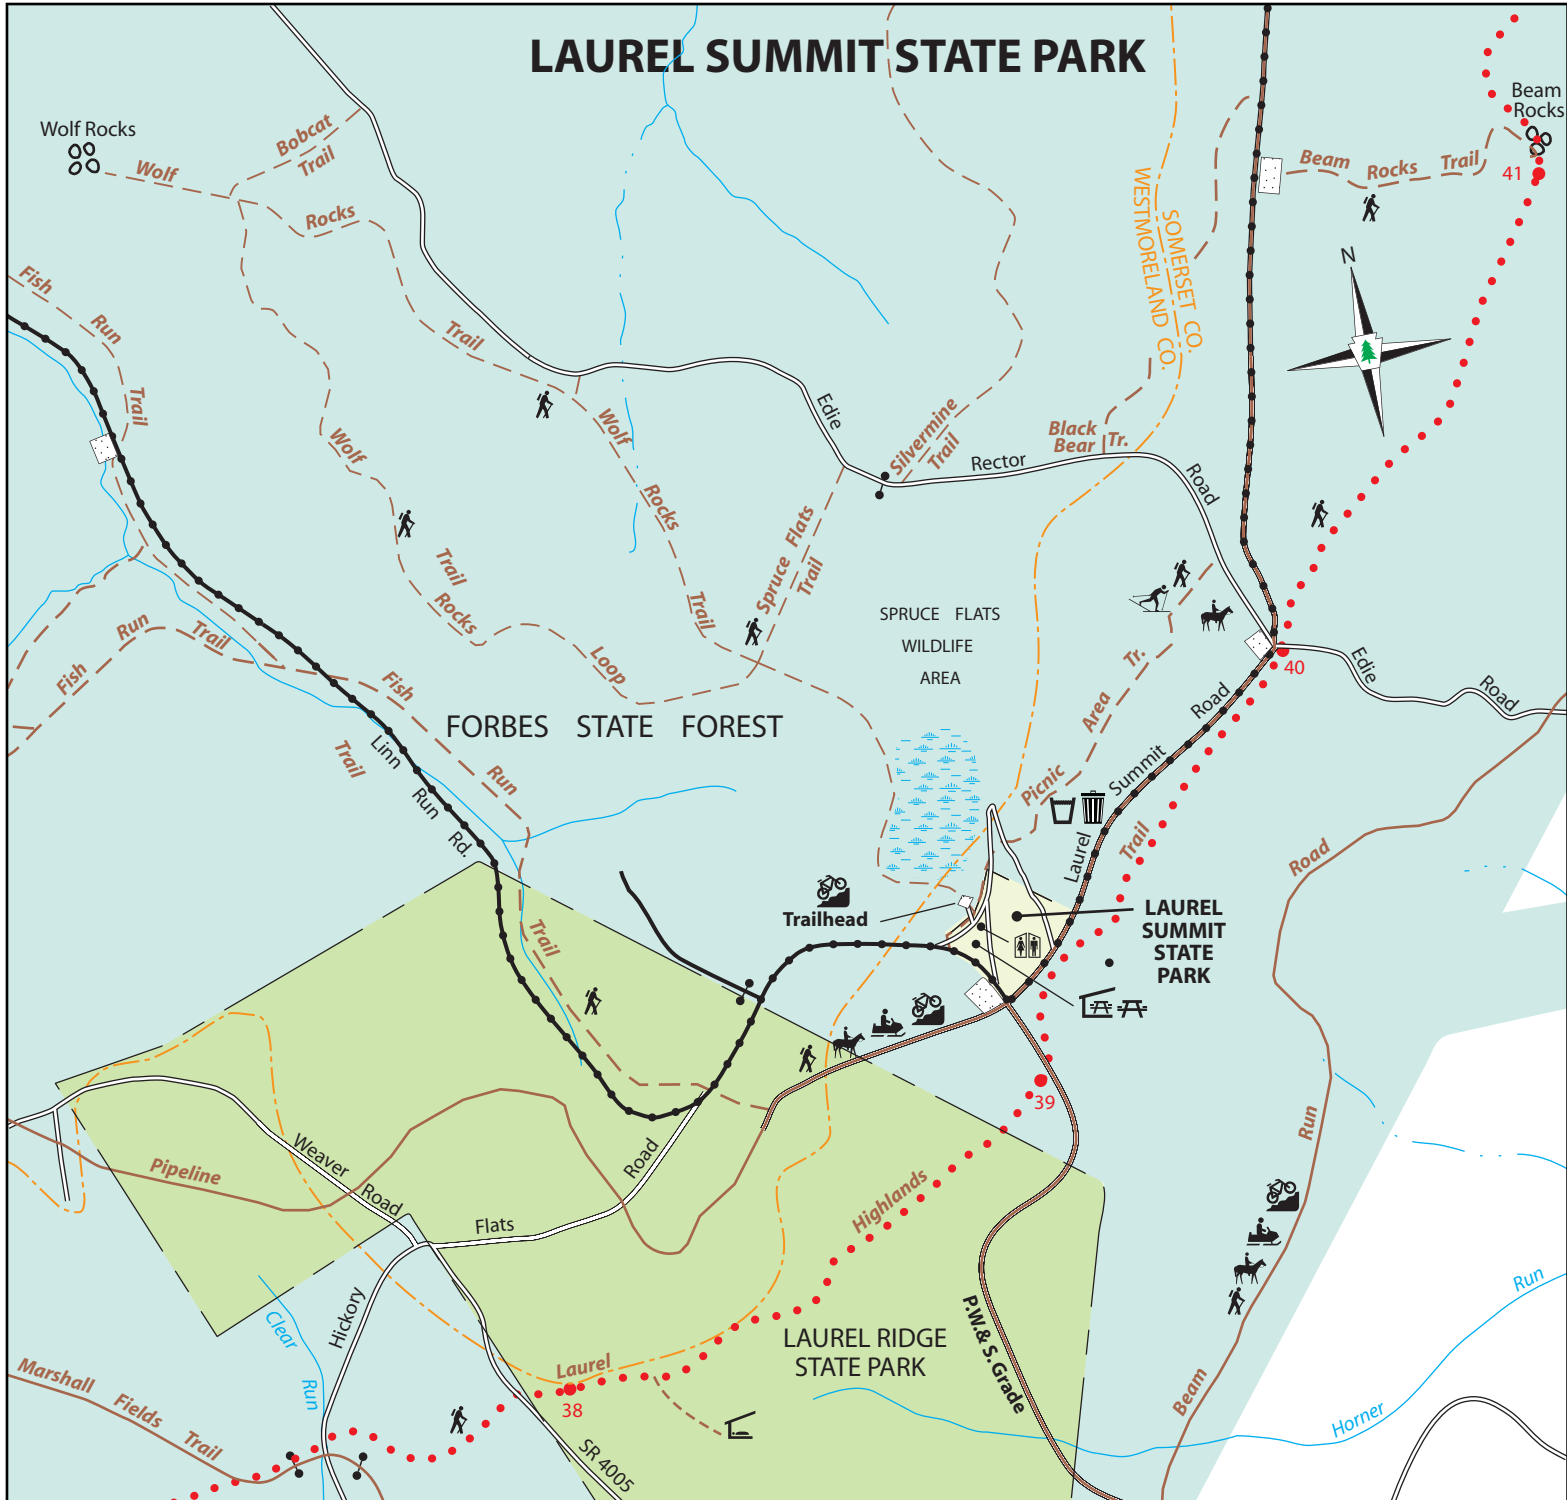 LAUREL SUMMIT STATE PARK
Wolf Rocks
Beam
Rocks
Bobcat
Trail
Wolf
Rocks
Trail
Wolf
Rocks
Trail
Beam Rocks Trail
41
SOMERSET CO.
WESTMORELAND CO.
N
Fish
Run
Trail
Wolf
Trail
Rocks
Loop
Edie
Rector
Road
Silvermine
Trail
Black
Bear Tr.
Spruce Flats
Trail
SPRUCE FLATS
WILDLIFE
AREA
Fish
Run
Trail
Trail
Fish
Run
Trail
FORBES STATE FOREST
Linn
Run
Rd.
Picnic
Area
Tr.
40
Edie
Road
Laurel
Summit
Road
Trail
Road
Trailhead
LAUREL
SUMMIT
STATE
PARK
39
Highlands
Run
Beam
Pipeline
Weaver
Road
Flats
Road
Hickory
Clear
Run
Marshall
Fields
Trail
Laurel
38
SR 4005
LAUREL RIDGE
STATE PARK
P.W.& S. Grade
Horner
Run